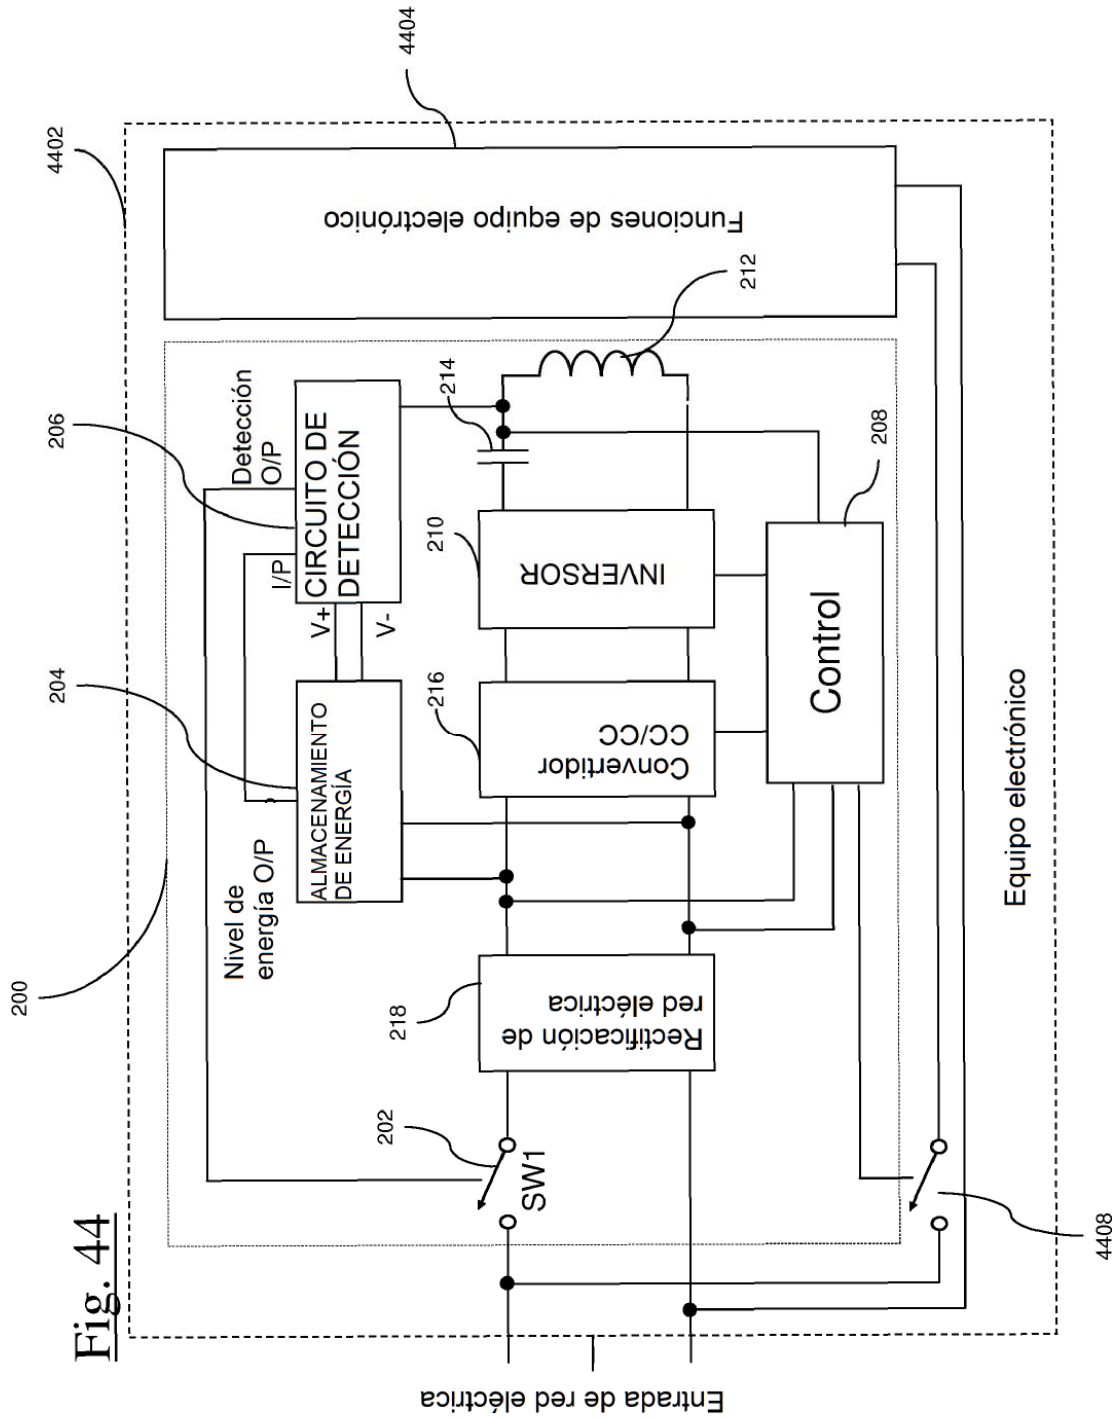 Fig. 44
200
204
206
4402
4404
Nivel de
energía O/P
ALMACENAMIENTO
DE ENERGÍA
V+
V-
I/P
Detección
O/P
CIRCUITO DE
DETECCIÓN
202
SW1
218
Rectificación de
red eléctrica
216
Convertidor
CC/CC
210
INVERSOR
214
212
Funciones de equipo electrónico
Control
208
Entrada de red eléctrica
4408
Equipo electrónico